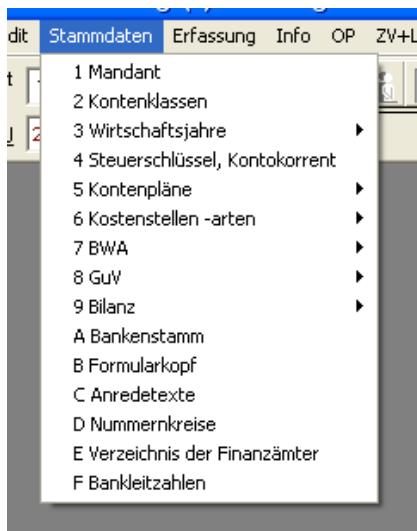 dit Stammdaten Erfassung Info OP ZV+L
t
1 Mandant
2 Kontenklassen
3 Wirtschaftsjahre
J 2
4 Steuerschlüssel, Kontokorrent
5 Kontenpläne
6 Kostenstellen -arten
7 BWA
8 GuV
9 Bilanz
A Bankenstamm
B Formularkopf
C Anredetexte
D Nummernkreise
E Verzeichnis der Finanzämter
F Bankleitzahlen